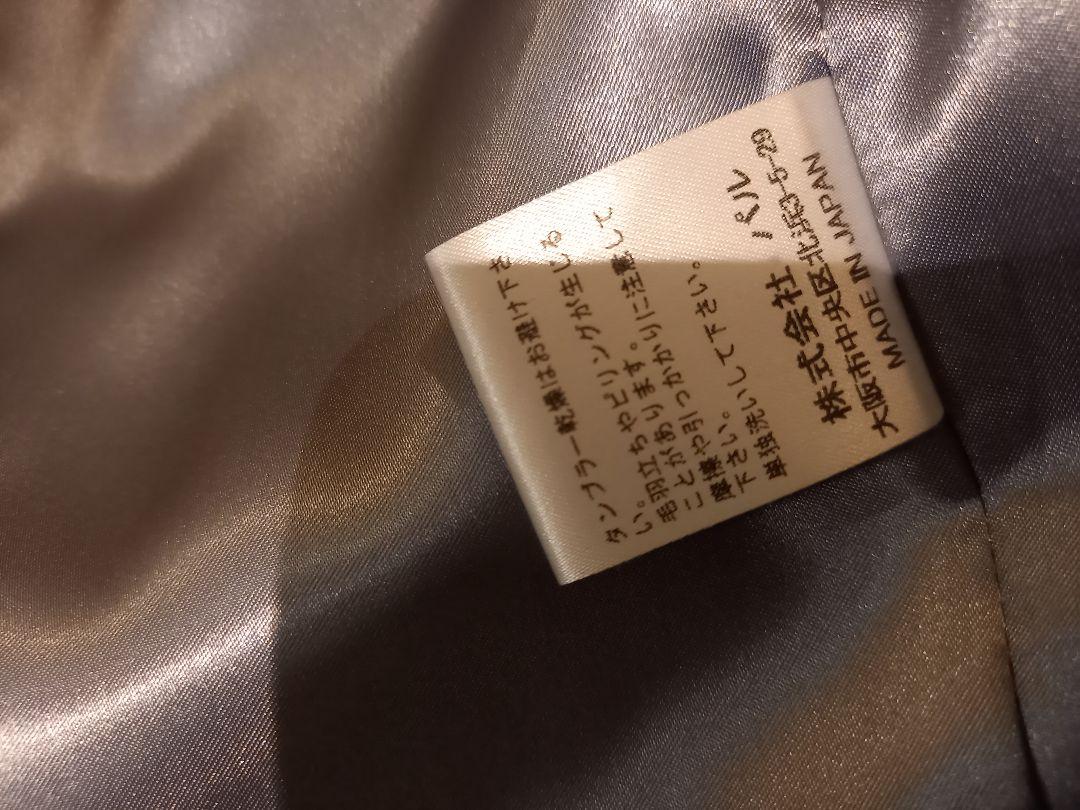 タンブラー乾燥はお避け下さ
い。
毛羽立ちやピリングが生じる
ことがあります。
摩擦や引っかかりに注意して
下さい。
単独洗いして下さい。
株式会社 パル
大阪市中央区北浜3-5-29
MADE IN JAPAN